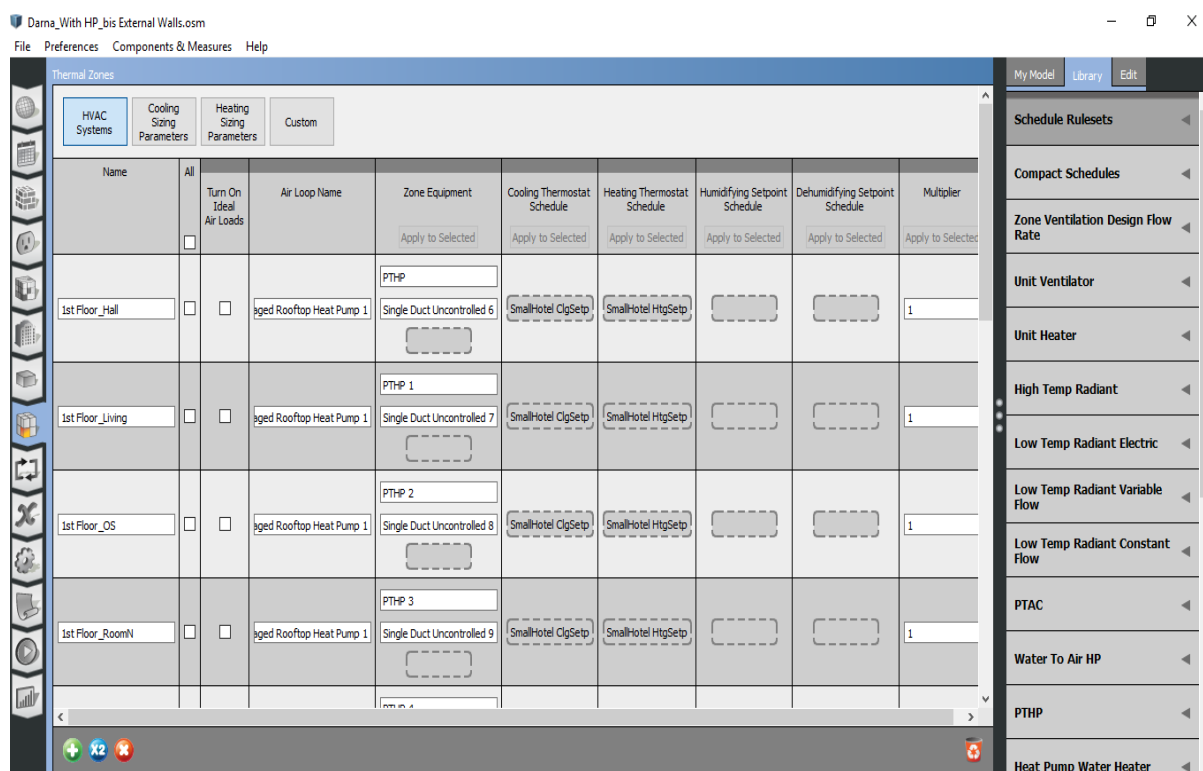 Darna_With HP_bis External Walls.osm
File Preferences Components & Measures Help
Thermal Zones
My Model Library Edit
HVAC
Systems
Cooling
Sizing
Parameters
Heating
Sizing
Parameters
Custom
Name
All
Turn On
Ideal
Air Loads
Air Loop Name
Zone Equipment
Apply to Selected
Cooling Thermostat
Schedule
Apply to Selected
Heating Thermostat
Schedule
Apply to Selected
Humidifying Setpoint
Schedule
Apply to Selected
Dehumidifying Setpoint
Schedule
Apply to Selected
Multiplier
Apply to Selected
1st Floor_Hall
aged Rooftop Heat Pump 1
PTHP
Single Duct Uncontrolled 6
SmallHotel ClgSetp
SmallHotel HtgSetp
1
1st Floor_Living
aged Rooftop Heat Pump 1
PTHP 1
Single Duct Uncontrolled 7
SmallHotel ClgSetp
SmallHotel HtgSetp
1
1st Floor_OS
aged Rooftop Heat Pump 1
PTHP 2
Single Duct Uncontrolled 8
SmallHotel ClgSetp
SmallHotel HtgSetp
1
1st Floor_RoomN
aged Rooftop Heat Pump 1
PTHP 3
Single Duct Uncontrolled 9
SmallHotel ClgSetp
SmallHotel HtgSetp
1
PTHP 4
X2
Schedule Rulesets
Compact Schedules
Zone Ventilation Design Flow
Rate
Unit Ventilator
Unit Heater
High Temp Radiant
Low Temp Radiant Electric
Low Temp Radiant Variable
Flow
Low Temp Radiant Constant
Flow
PTAC
Water To Air HP
PTHP
Heat Pump Water Heater